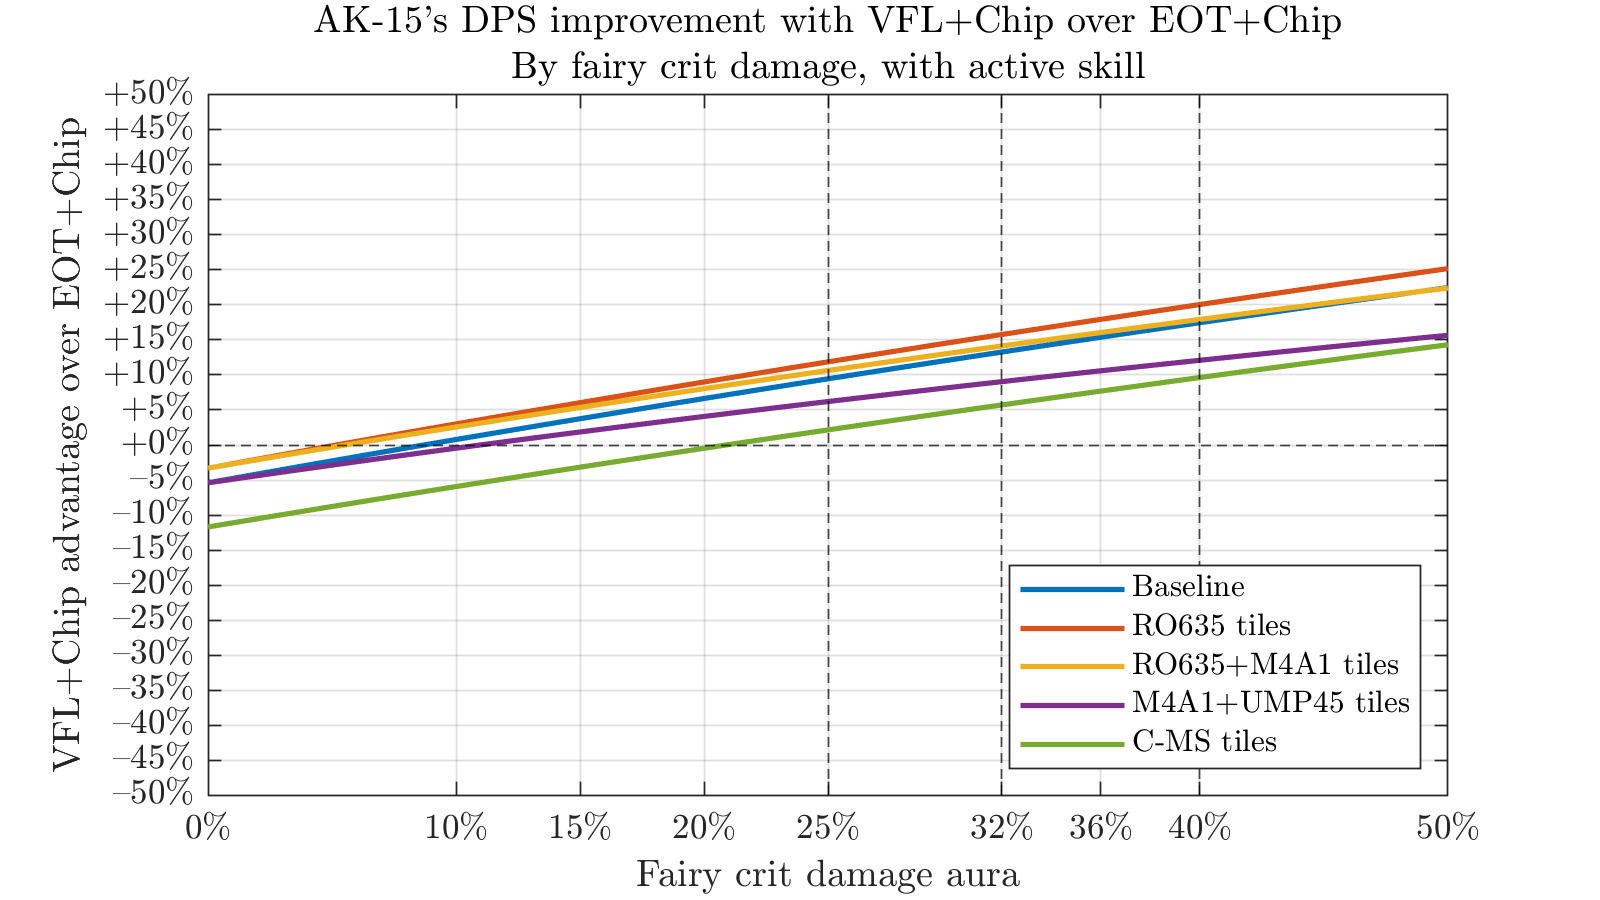 AK-15's DPS improvement with VFL+Chip over EOT+Chip
By fairy crit damage, with active skill
VFL+Chip advantage over EOT+Chip
+50%
+45%
+40%
+35%
+30%
+25%
+20%
+15%
+10%
+5%
+0%
−5%
−10%
−15%
−20%
−25%
−30%
−35%
−40%
−45%
−50%
Baseline
RO635 tiles
RO635+M4A1 tiles
M4A1+UMP45 tiles
C-MS tiles
0% 10% 15% 20% 25% 32% 36% 40% 50%
Fairy crit damage aura